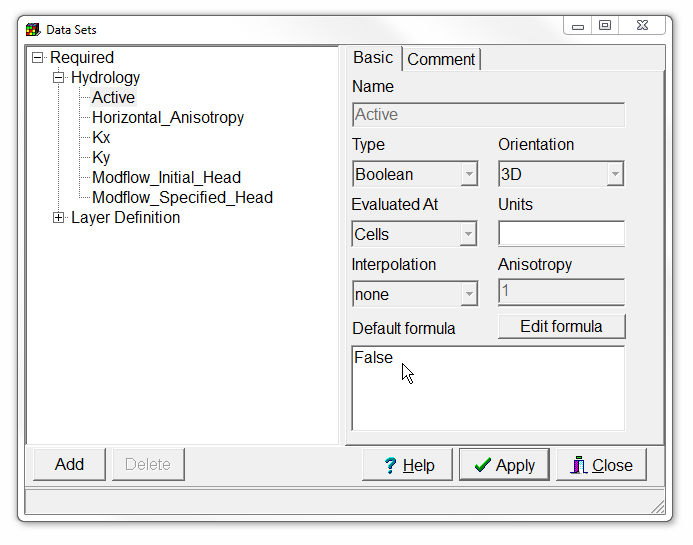 Data Sets
Required
Hydrology
Active
Horizontal_Anisotropy
Kx
Ky
Modflow_Initial_Head
Modflow_Specified_Head
Layer Definition
Basic Comment
Name
Active
Type Orientation
Boolean 3D
Evaluated At Units
Cells
Interpolation Anisotropy
none 1
Default formula Edit formula
False
Add Delete ? Help Apply Close